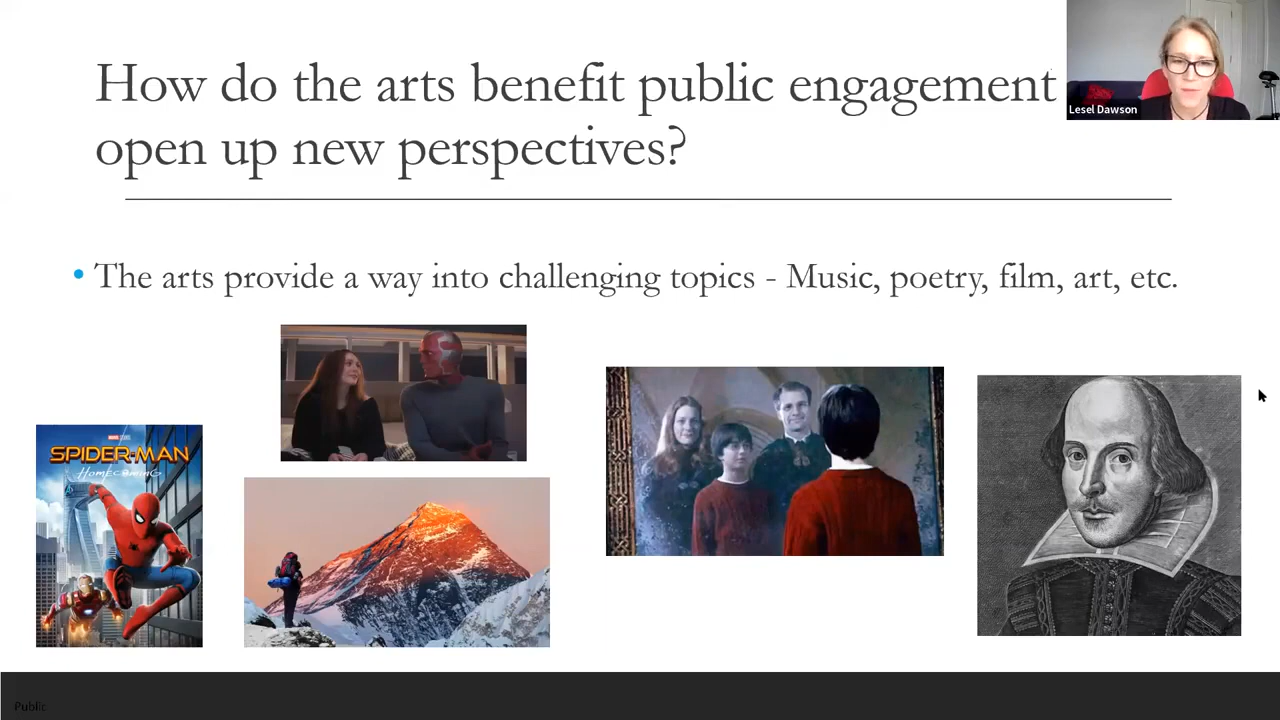 How do the arts benefit public engagement
open up new perspectives?
Lesel Dawson
• The arts provide a way into challenging topics - Music, poetry, film, art, etc.
SPIDER-MAN
HOMECOMING
Public